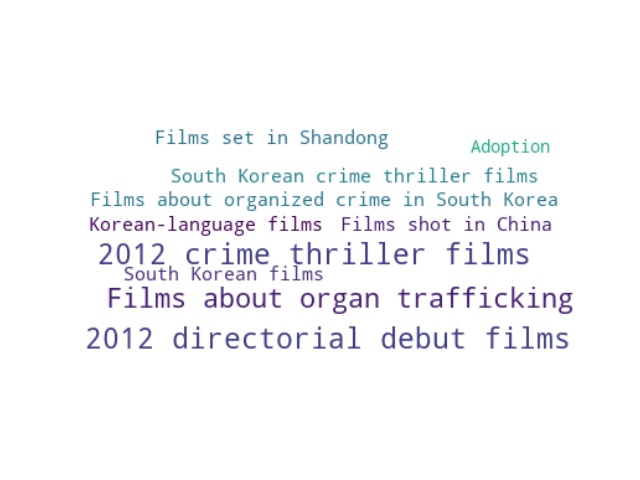 Films set in Shandong
Adoption
South Korean crime thriller films
Films about organized crime in South Korea
Korean-language films
Films shot in China
2012 crime thriller films
South Korean films
Films about organ trafficking
2012 directorial debut films